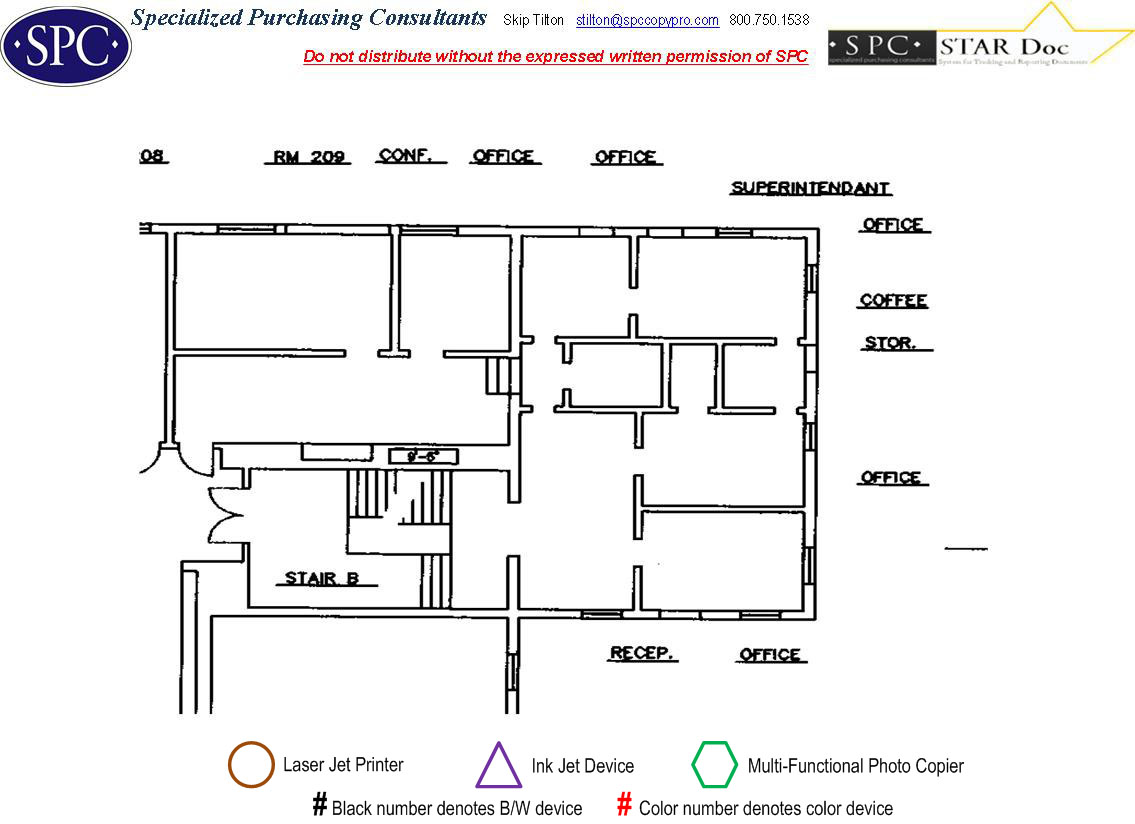 SPC
Specialized Purchasing Consultants Skip Tilton stilton@spccopypro.com 800.750.1538
Do not distribute without the expressed written permission of SPC
SPC
specialized purchasing consultants
STAR Doc
System for Tracking and Reporting Documents
08
RM 209
CONF.
OFFICE
OFFICE
SUPERINTENDANT
OFFICE
COFFEE
STOR.
9'-6"
OFFICE
STAIR B
RECEP.
OFFICE
Laser Jet Printer
Ink Jet Device
Multi-Functional Photo Copier
# Black number denotes B/W device
# Color number denotes color device